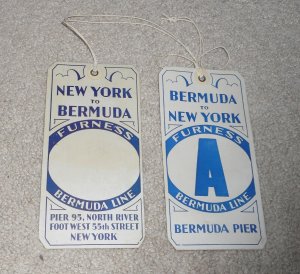 NEW YORK
TO
BERMUDA
FURNESS
BERMUDA LINE
PIER 95, NORTH RIVER
FOOT WEST 55th STREET
NEW YORK
BERMUDA
TO
NEW YORK
FURNESS
A
BERMUDA LINE
BERMUDA PIER